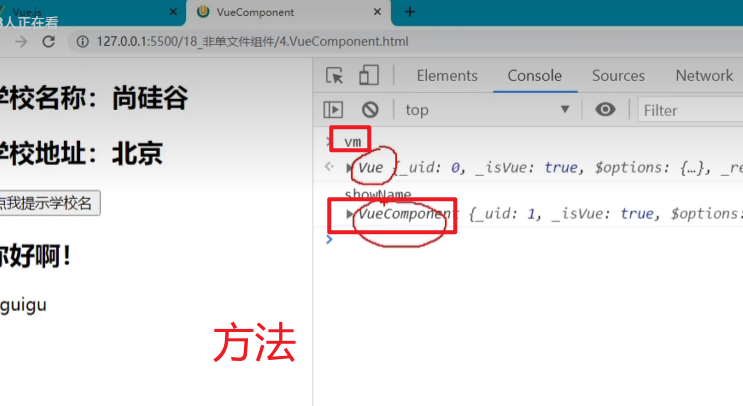 Vue.js × VueComponent × +
人正在看
127.0.0.1:5500/18_非单文件组件/4.VueComponent.html
学校名称：尚硅谷
学校地址：北京
点我提示学校名
你好啊！
guigu
方法
Elements Console Sources Network
top Filter
> vm
Vue {_uid: 0, _isVue: true, $options: {…}, _re
showName
VueComponent {_uid: 1, _isVue: true, $options:
>